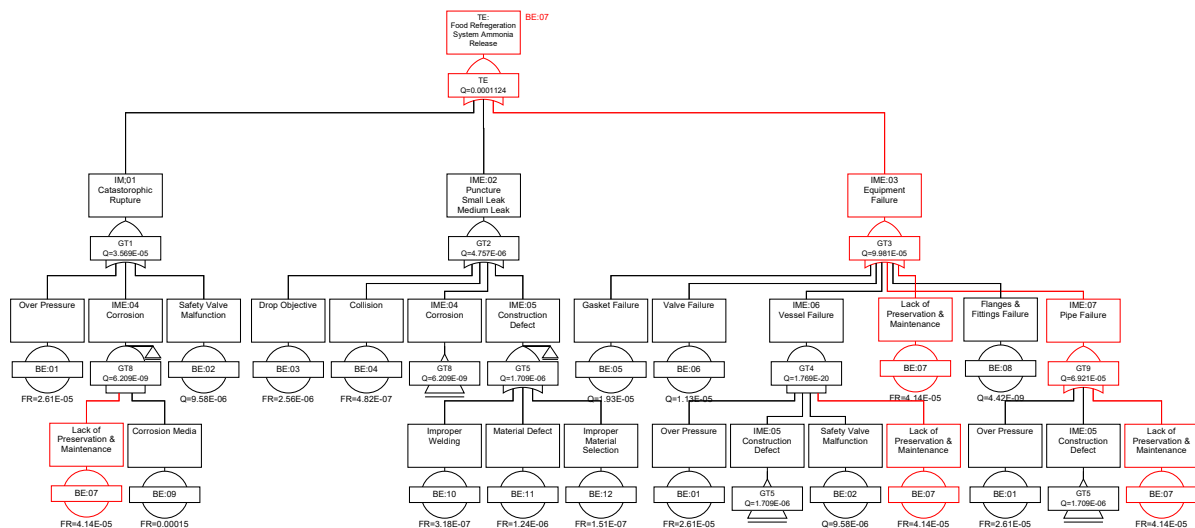 TE:
Food Refregeration
System Ammonia
Release
BE:07
TE
Q=0.0001124
IM;01
Catastorophic
Rupture
GT1
Q=3.569E-05
IME:02
Puncture
Small Leak
Medium Leak
GT2
Q=4.757E-06
IME:03
Equipment
Failure
GT3
Q=9.981E-05
Over Pressure
BE:01
FR=2.61E-05
IME:04
Corrosion
GT8
Q=6.209E-09
Safety Valve
Malfunction
BE:02
Q=9.58E-06
Drop Objective
BE:03
FR=2.56E-06
Collision
BE:04
FR=4.82E-07
IME:04
Corrosion
GT8
Q=6.209E-09
IME:05
Construction
Defect
GT5
Q=1.709E-06
Gasket Failure
BE:05
Q=1.93E-05
Valve Failure
BE:06
Q=1.13E-05
IME:06
Vessel Failure
GT4
Q=1.769E-20
Lack of
Preservation &
Maintenance
BE:07
FR=4.14E-05
Flanges &
Fittings Failure
BE:08
Q=4.42E-09
IME:07
Pipe Failure
GT9
Q=6.921E-05
Lack of
Preservation &
Maintenance
BE:07
FR=4.14E-05
Corrosion Media
BE:09
FR=0.00015
Improper
Welding
BE:10
FR=3.18E-07
Material Defect
BE:11
FR=1.24E-06
Improper
Material
Selection
BE:12
FR=1.51E-07
Over Pressure
BE:01
FR=2.61E-05
IME:05
Construction
Defect
GT5
Q=1.709E-06
Safety Valve
Malfunction
BE:02
Q=9.58E-06
Lack of
Preservation &
Maintenance
BE:07
FR=4.14E-05
Over Pressure
BE:01
FR=2.61E-05
IME:05
Construction
Defect
GT5
Q=1.709E-06
Lack of
Preservation &
Maintenance
BE:07
FR=4.14E-05